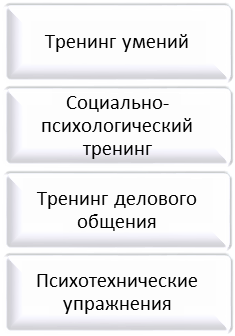 Тренинг умений
Социально-
психологический
тренинг
Тренинг делового
общения
Психотехнические
упражнения